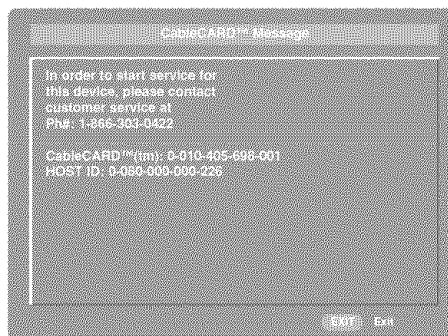 CableCARD™ Message
In order to start service for
this device, please contact
customer service at
Ph#: 1-866-303-0422
CableCARD™(tm): 0-010-405-698-001
HOST ID: 0-080-000-000-226
EXIT Exit